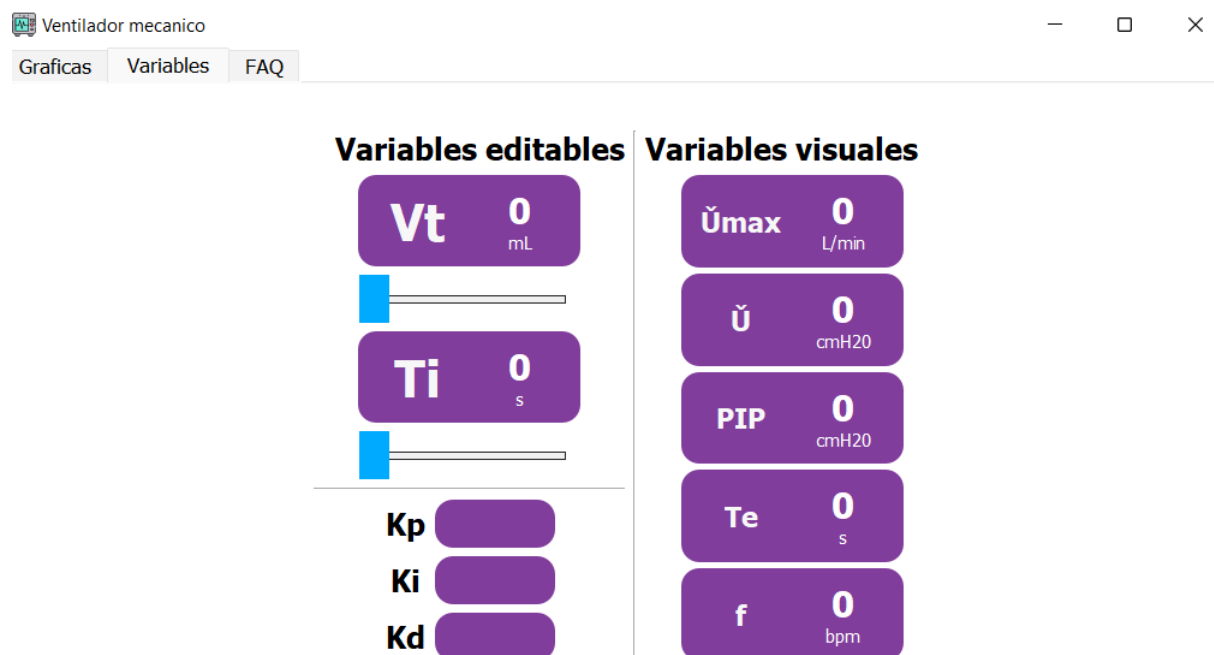 Ventilador mecanico
Graficas Variables FAQ
Variables editables
Vt 0
mL
Ti 0
s
Kp
Ki
Kd
Variables visuales
Ǔmax 0
L/min
Ǔ 0
cmH20
PIP 0
cmH20
Te 0
s
f 0
bpm